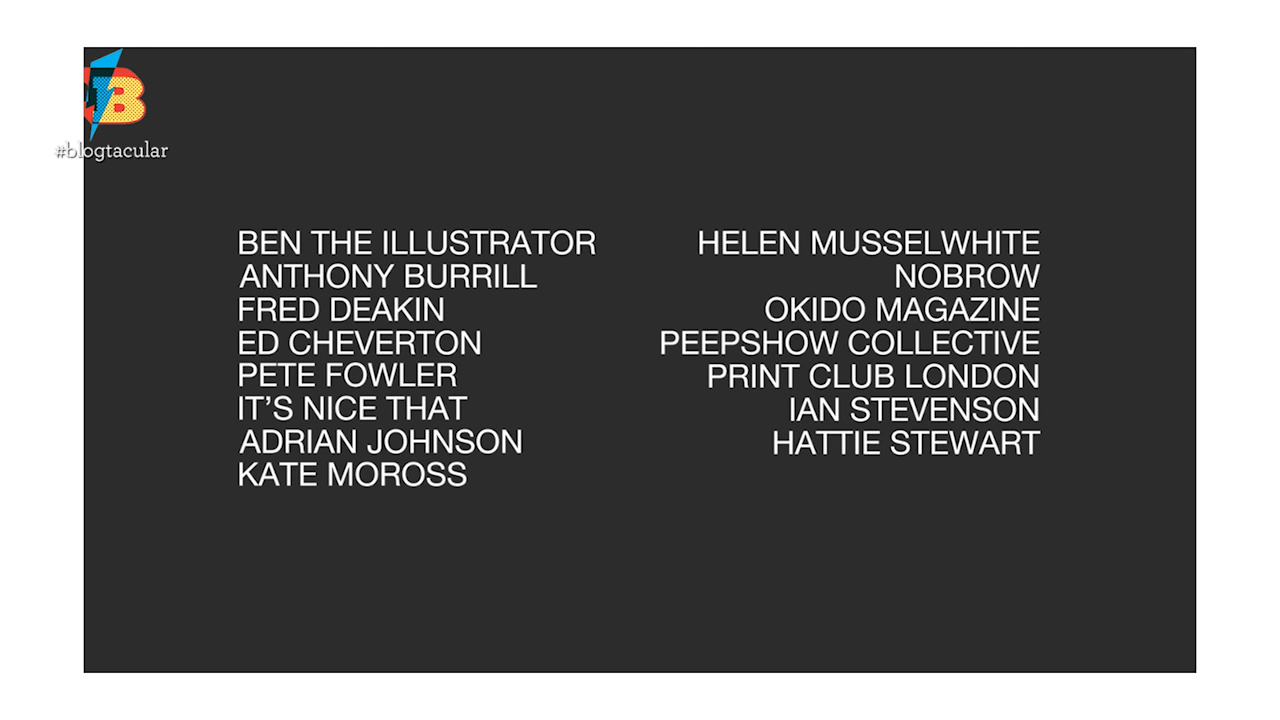 B
#blogtacular
BEN THE ILLUSTRATOR
ANTHONY BURRILL
FRED DEAKIN
ED CHEVERTON
PETE FOWLER
IT'S NICE THAT
ADRIAN JOHNSON
KATE MOROSS
HELEN MUSSELWHITE
NOBROW
OKIDO MAGAZINE
PEEPSHOW COLLECTIVE
PRINT CLUB LONDON
IAN STEVENSON
HATTIE STEWART